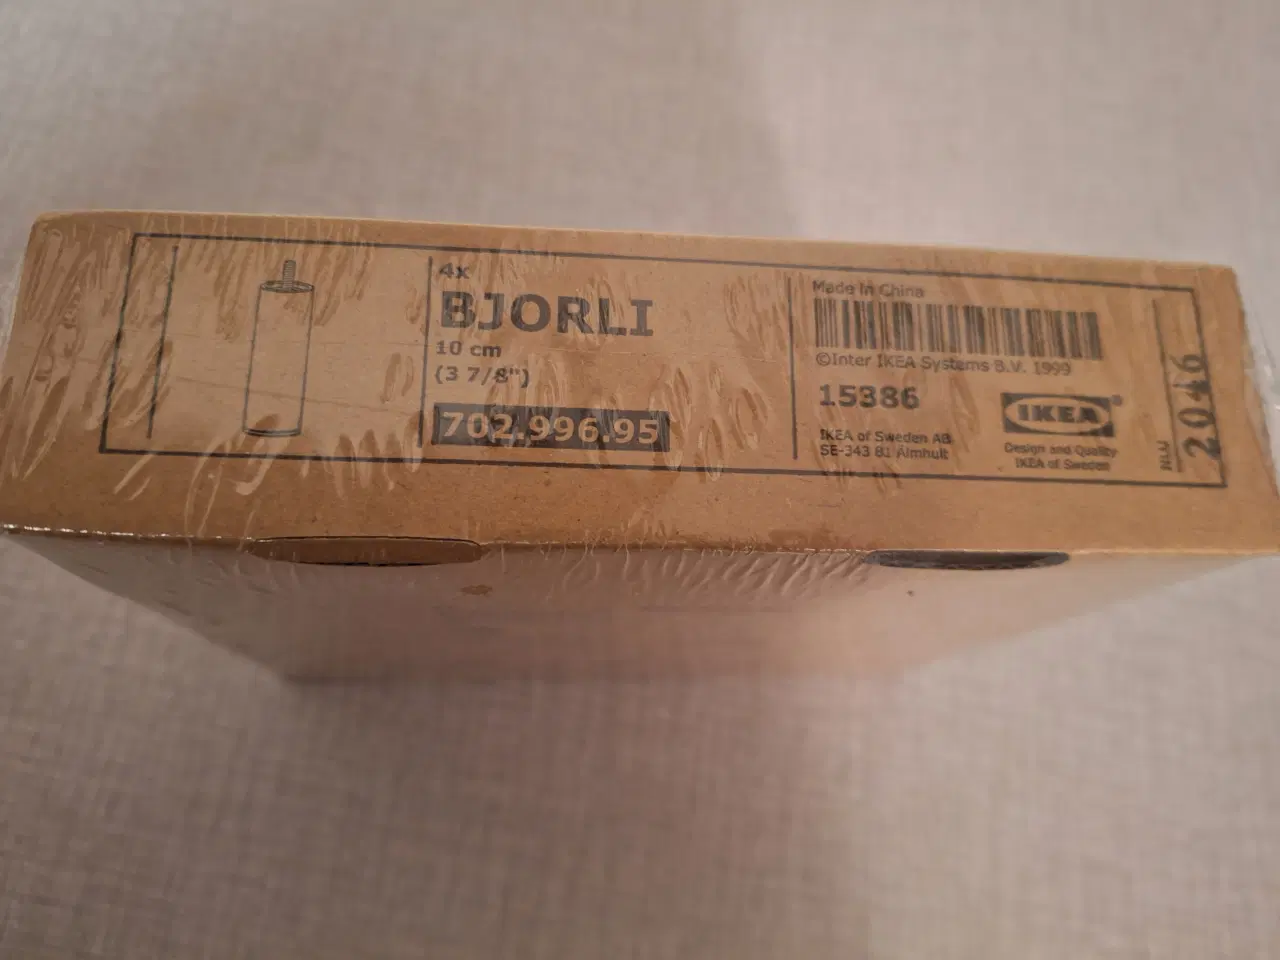 4x
BJORLI
10 cm
(3 7/8")
702.996.95
Made in China
©Inter IKEA Systems B.V. 1999
15386
IKEA of Sweden AB
SE-343 81 Älmhult
IKEA®
Design and Quality
IKEA of Sweden
NLU
2046